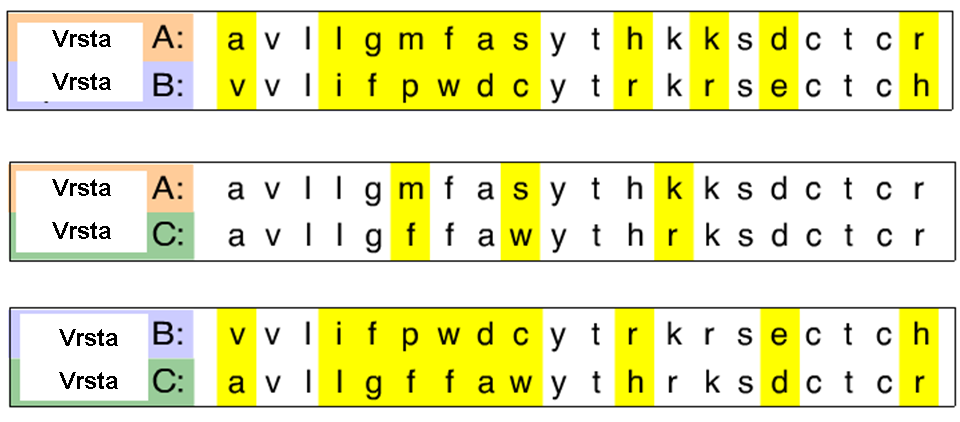 Vrsta A: a v l l g m f a s y t h k k s d c t c r
Vrsta B: v v l i f p w d c y t r k r s e c t c h
Vrsta A: a v l l g m f a s y t h k k s d c t c r
Vrsta C: a v l l g f f a w y t h r k s d c t c r
Vrsta B: v v l i f p w d c y t r k r s e c t c h
Vrsta C: a v l l g f f a w y t h r k s d c t c r